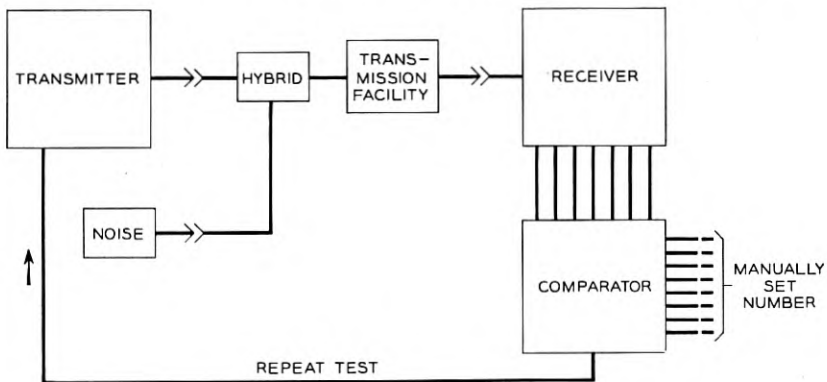 TRANSMITTER
HYBRID
TRANS-
MISSION
FACILITY
RECEIVER
NOISE
COMPARATOR
MANUALLY
SET
NUMBER
REPEAT TEST